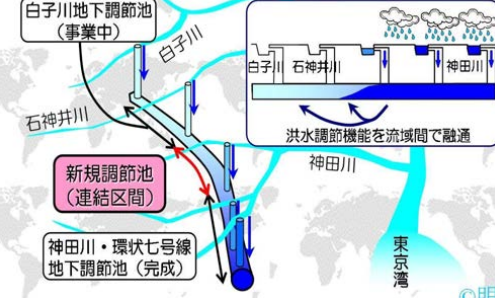 白子川地下調節池
（事業中）
白子川
石神井川
新規調節池
（連結区間）
神田川・環状七号線
地下調節池（完成）
白子川
石神井川
神田川
洪水調節機能を流域間で融通
神田川
東京湾